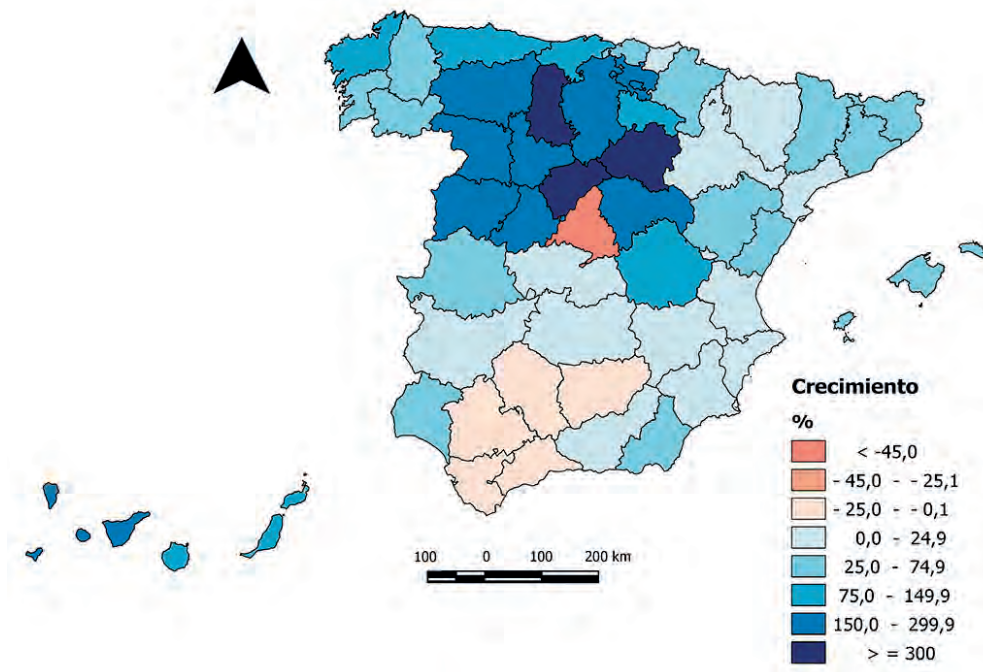 Crecimiento
%
< -45,0
- 45,0 - - 25,1
- 25,0 - - 0,1
0,0 - 24,9
25,0 - 74,9
75,0 - 149,9
150,0 - 299,9
> = 300
100 0 100 200 km